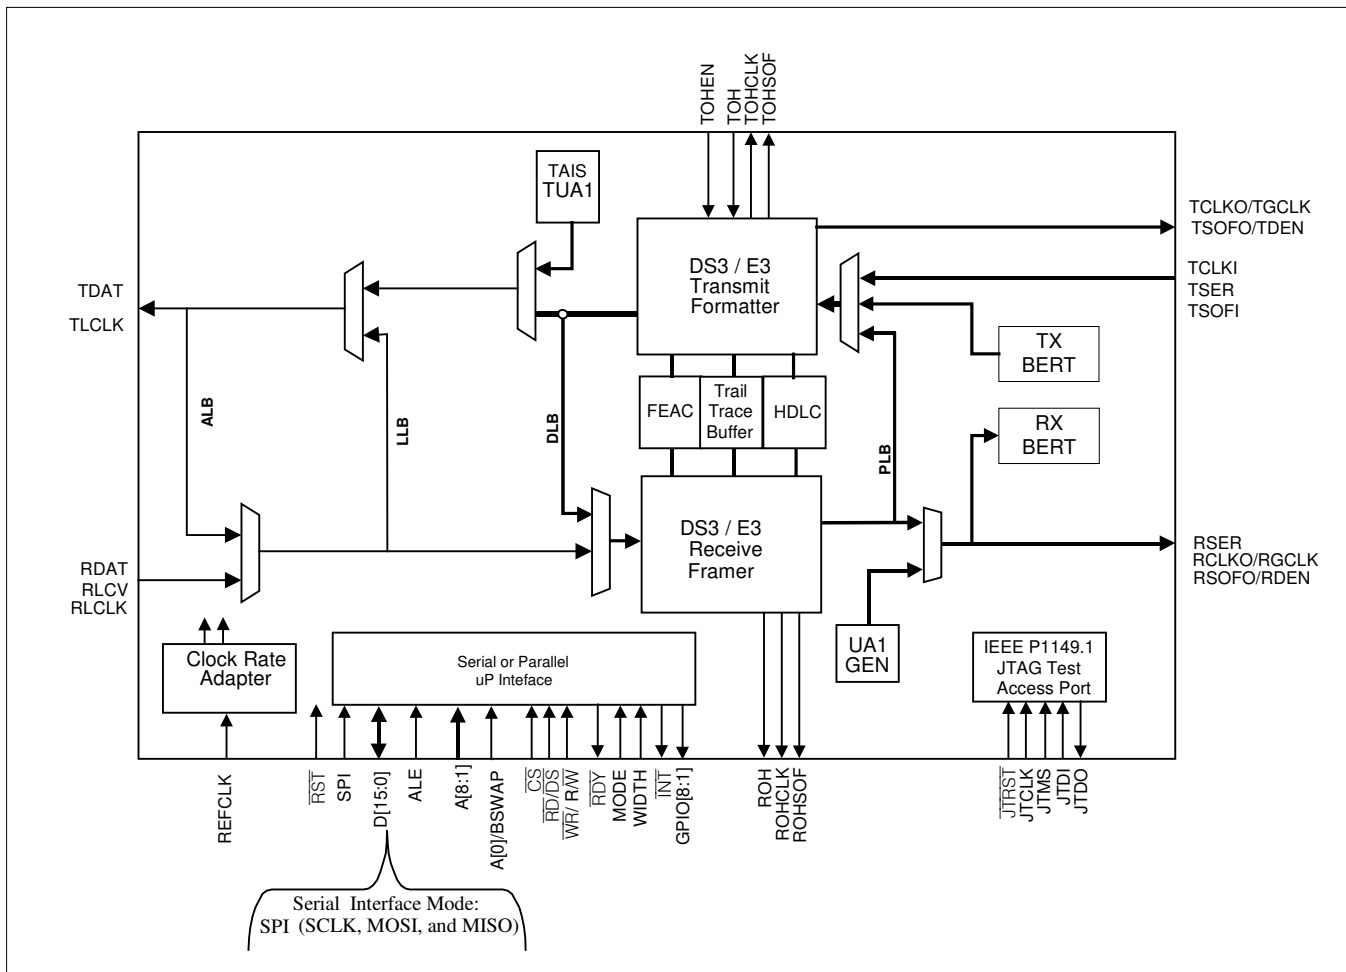 TOHEN
TOH
TOHCLK
TOHSOF
TAIS
TUA1
TCLKO/TGCLK
TSOFO/TDEN
DS3 / E3
Transmit
Formatter
TCLKI
TSER
TSOFI
TDAT
TLCLK
TX
BERT
FEAC
Trail
Trace
Buffer
HDLC
RX
BERT
ALB
LLB
DLB
PLB
DS3 / E3
Receive
Framer
RSER
RCLKO/RGCLK
RSOFO/RDEN
RDAT
RLCV
RLCLK
Clock Rate
Adapter
Serial or Parallel
uP Inteface
UA1
GEN
IEEE P1149.1
JTAG Test
Access Port
REFCLK
RST
SPI
D[15:0]
ALE
A[8:1]
A[0]/BSWAP
CS
RD/DS
WR/ R/W
RDY
MODE
WIDTH
INT
GPIO[8:1]
ROH
ROHCLK
ROHSOF
JTRST
JTCLK
JTMS
JTDI
JTDO
Serial Interface Mode:
SPI (SCLK, MOSI, and MISO)